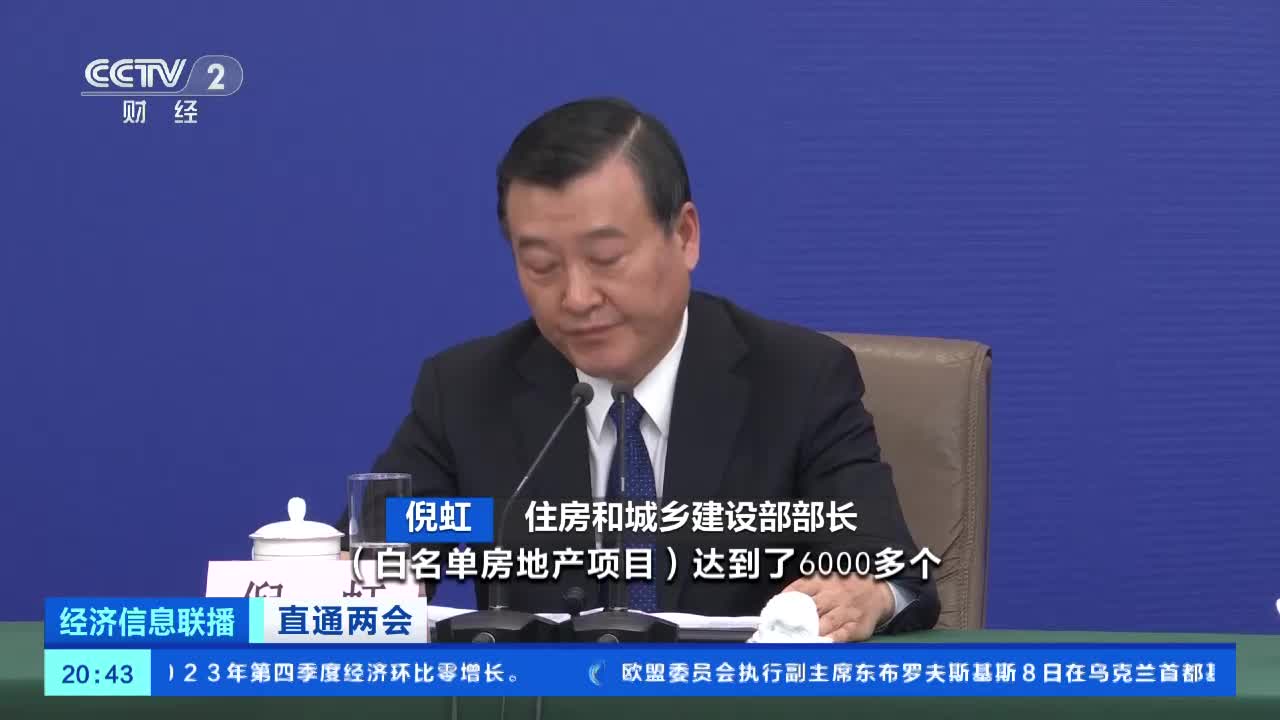 CCTV 2
财经
倪虹 住房和城乡建设部部长
（白名单房地产项目）达到了6000多个
倪 虹
经济信息联播 直通两会
20:43 023年第四季度经济环比零增长。 欧盟委员会执行副主席东布罗夫斯基斯8日在乌克兰首都